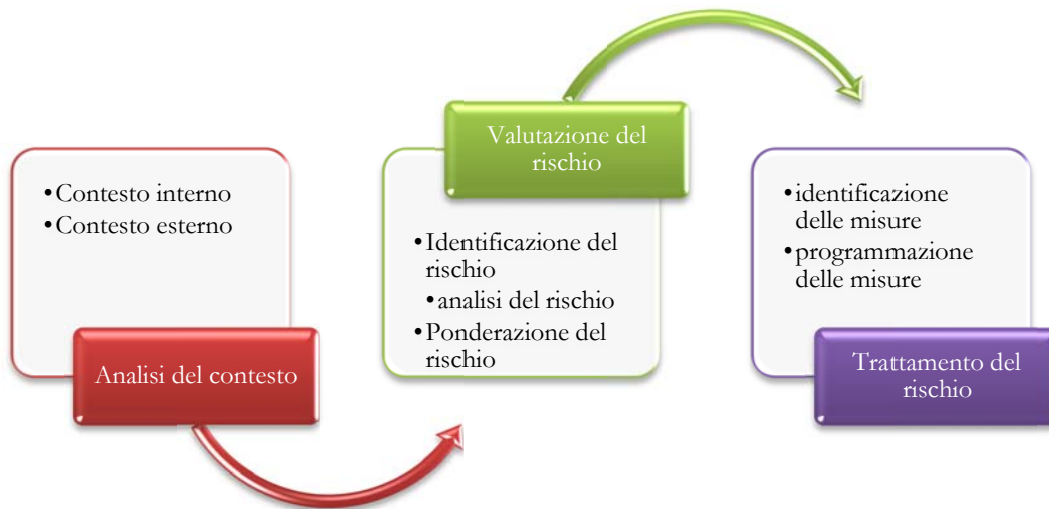 •Contesto interno
•Contesto esterno
Analisi del contesto
Valutazione del
rischio
•Identificazione del
rischio
•analisi del rischio
•Ponderazione del
rischio
•identificazione
delle misure
•programmazione
delle misure
Trattamento del
rischio